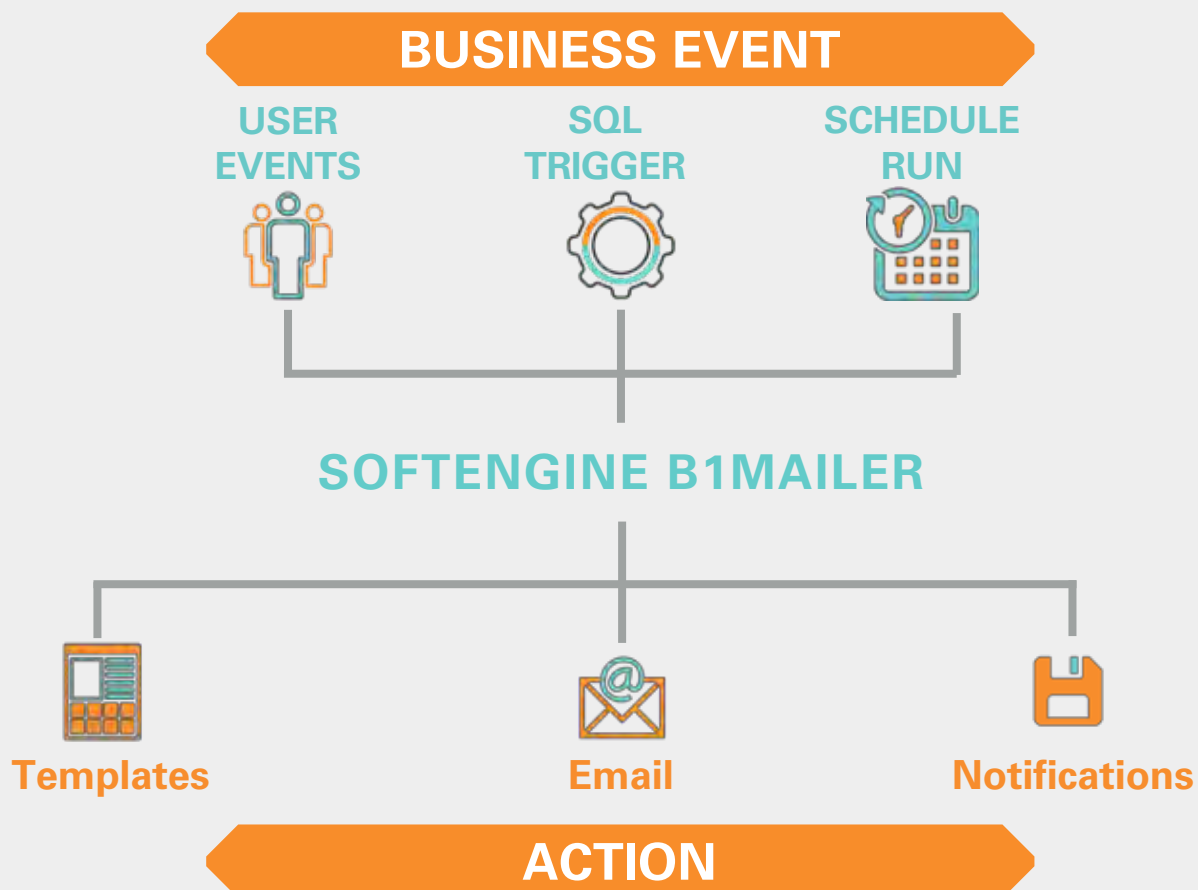 BUSINESS EVENT
USER
EVENTS
SQL
TRIGGER
SCHEDULE
RUN
SOFTENGINE B1MAILER
@
Templates
Email
Notifications
ACTION